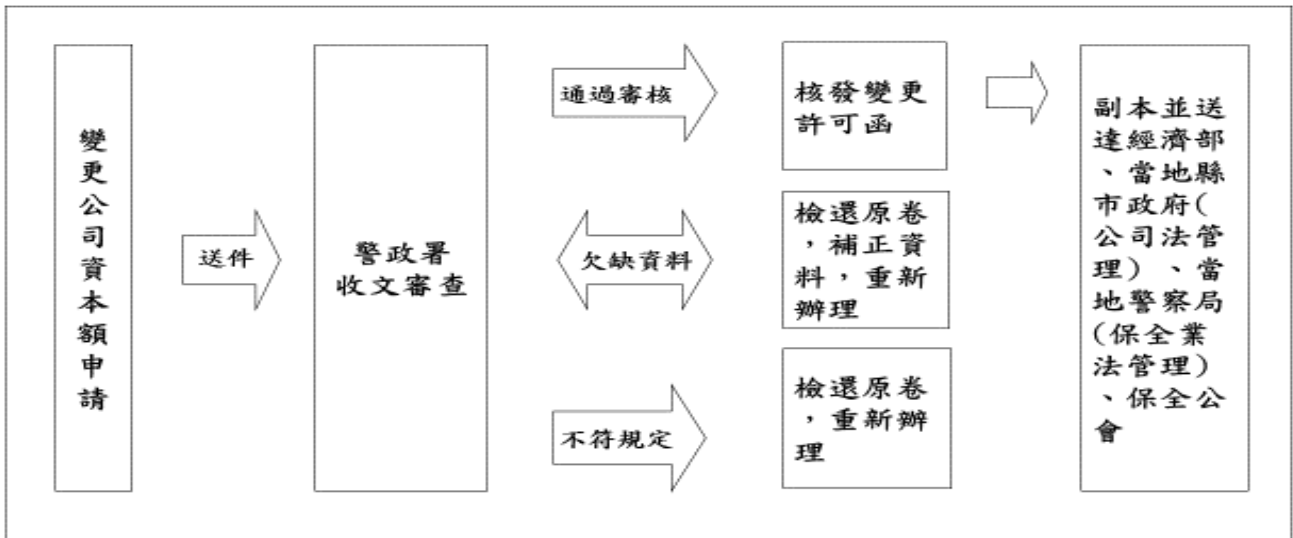 變更公司資本額申請
送件
警政署
收文審查
通過審核
欠缺資料
不符規定
核發變更
許可函
檢還原卷
，補正資
料，重新
辦理
檢還原卷
，重新辦
理
副本並送
達經濟部
、當地縣
市政府(
公司法管
理)、當
地警察局
(保全業
法管理)
、保全公
會